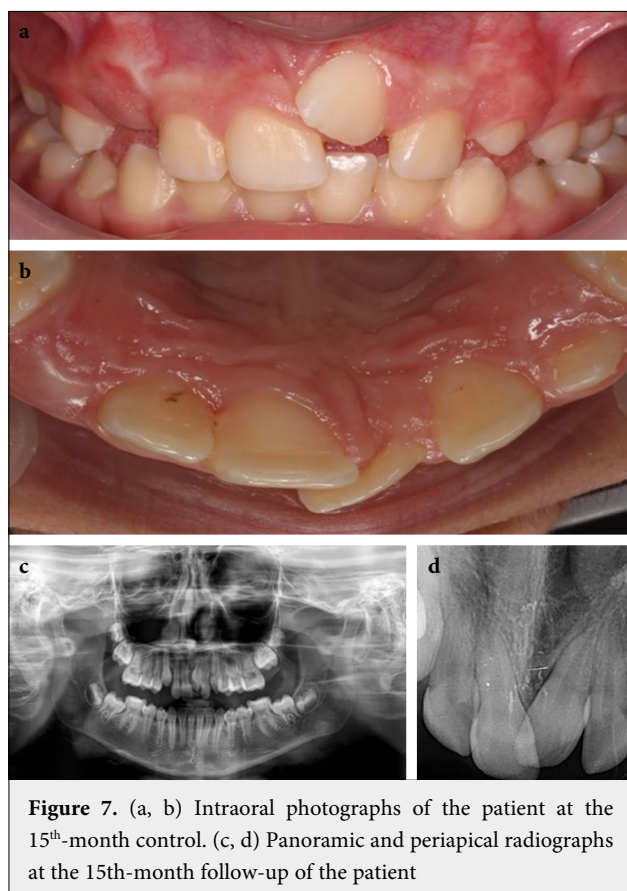 a
b
c
d
Figure 7. (a, b) Intraoral photographs of the patient at the
15th-month control. (c, d) Panoramic and periapical radiographs
at the 15th-month follow-up of the patient